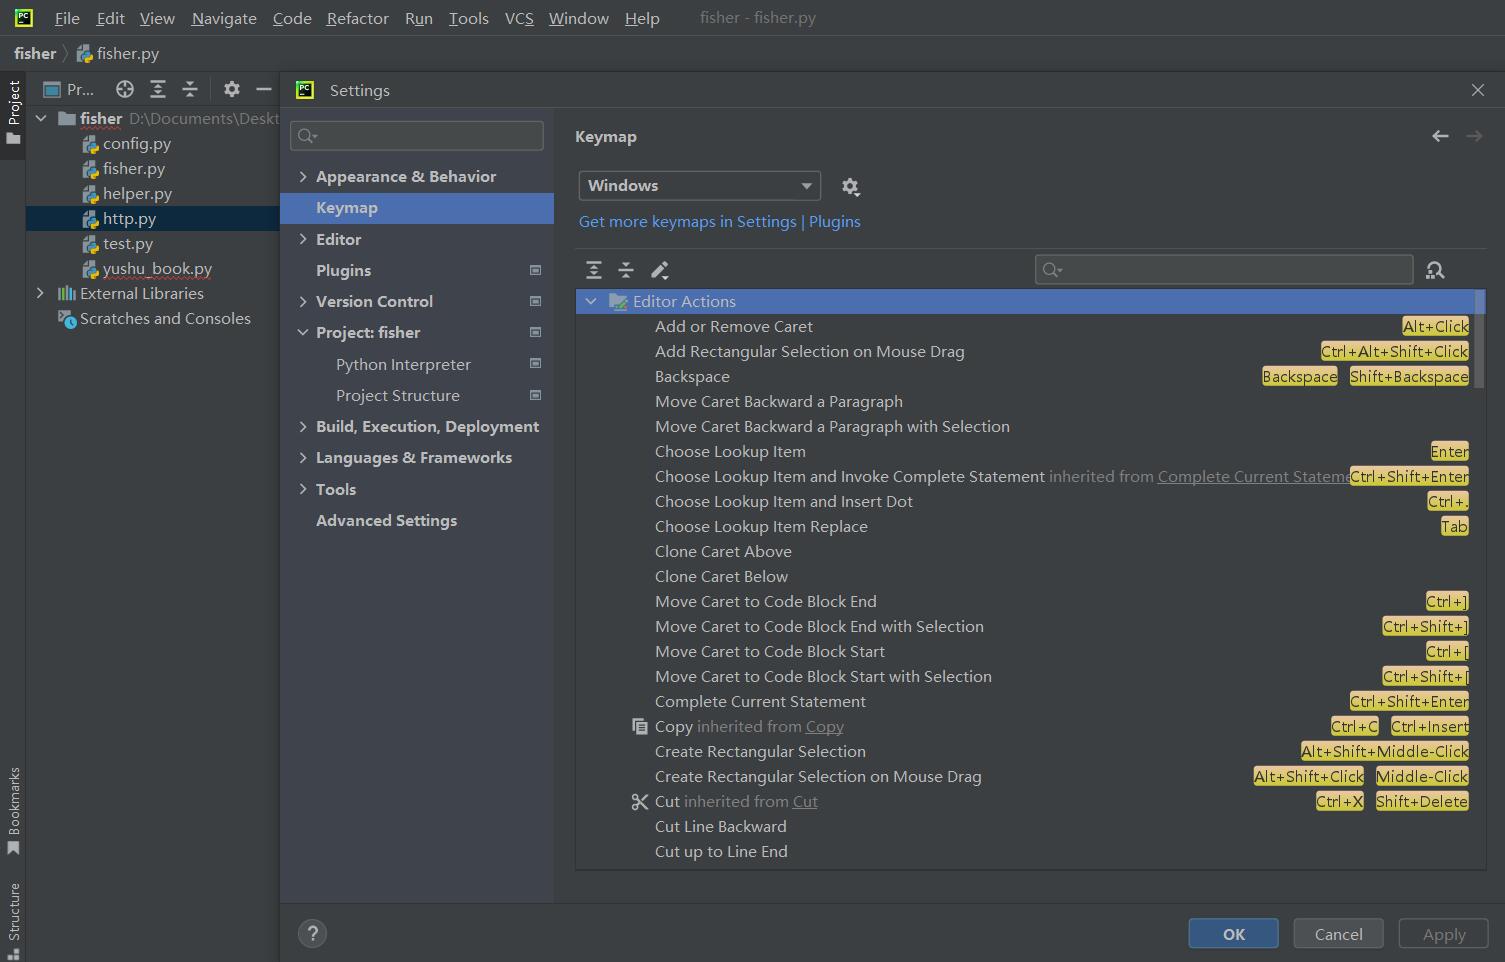 PC File Edit View Navigate Code Refactor Run Tools VCS Window Help fisher - fisher.py
fisher fisher.py
Project
Pr...
fisher D:\Documents\Deskt
config.py
fisher.py
helper.py
http.py
test.py
yushu_book.py
External Libraries
Scratches and Consoles
Bookmarks
Structure
PC Settings
Appearance & Behavior
Keymap
Editor
Plugins
Version Control
Project: fisher
Python Interpreter
Project Structure
Build, Execution, Deployment
Languages & Frameworks
Tools
Advanced Settings
Keymap
Windows
Get more keymaps in Settings | Plugins
Editor Actions
Add or Remove Caret Alt+Click
Add Rectangular Selection on Mouse Drag Ctrl+Alt+Shift+Click
Backspace Backspace Shift+Backspace
Move Caret Backward a Paragraph
Move Caret Backward a Paragraph with Selection
Choose Lookup Item Enter
Choose Lookup Item and Invoke Complete Statement inherited from Complete Current Stateme Ctrl+Shift+Enter
Choose Lookup Item and Insert Dot Ctrl+.
Choose Lookup Item Replace Tab
Clone Caret Above
Clone Caret Below
Move Caret to Code Block End Ctrl+]
Move Caret to Code Block End with Selection Ctrl+Shift+]
Move Caret to Code Block Start Ctrl+[
Move Caret to Code Block Start with Selection Ctrl+Shift+[
Complete Current Statement Ctrl+Shift+Enter
Copy inherited from Copy Ctrl+C Ctrl+Insert
Create Rectangular Selection Alt+Shift+Middle-Click
Create Rectangular Selection on Mouse Drag Alt+Shift+Click Middle-Click
Cut inherited from Cut Ctrl+X Shift+Delete
Cut Line Backward
Cut up to Line End
? OK Cancel Apply